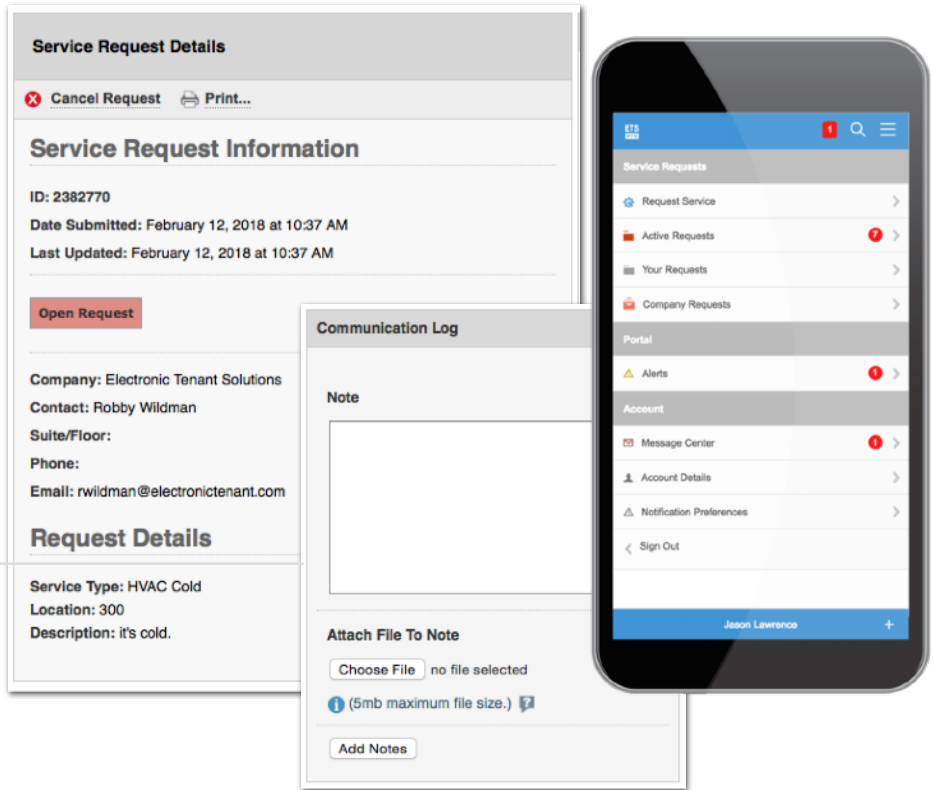 Service Request Details
Cancel Request Print...
Service Request Information
ID: 2382770
Date Submitted: February 12, 2018 at 10:37 AM
Last Updated: February 12, 2018 at 10:37 AM
Open Request
Company: Electronic Tenant Solutions
Contact: Robby Wildman
Suite/Floor:
Phone:
Email: rwildman@electronictenant.com
Request Details
Service Type: HVAC Cold
Location: 300
Description: it's cold.
Communication Log
Note
Attach File To Note
Choose File no file selected
(5mb maximum file size.) ?
Add Notes
ETS
1
Service Requests
Request Service
Active Requests 7
Your Requests
Company Requests
Portal
Alerts 1
Account
Message Center 1
Account Details
Notification Preferences
Sign Out
Jason Lawrence +